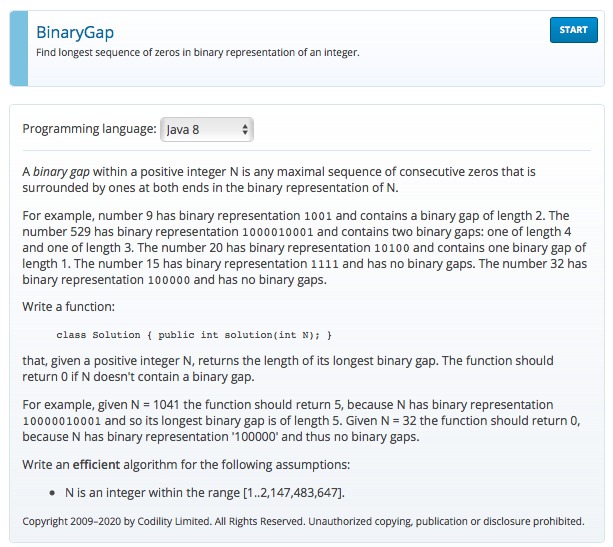 BinaryGap
START
Find longest sequence of zeros in binary representation of an integer.
Programming language: Java 8
A binary gap within a positive integer N is any maximal sequence of consecutive zeros that is
surrounded by ones at both ends in the binary representation of N.
For example, number 9 has binary representation 1001 and contains a binary gap of length 2. The
number 529 has binary representation 1000010001 and contains two binary gaps: one of length 4
and one of length 3. The number 20 has binary representation 10100 and contains one binary gap of
length 1. The number 15 has binary representation 1111 and has no binary gaps. The number 32 has
binary representation 100000 and has no binary gaps.
Write a function:
class Solution { public int solution(int N); }
that, given a positive integer N, returns the length of its longest binary gap. The function should
return 0 if N doesn't contain a binary gap.
For example, given N = 1041 the function should return 5, because N has binary representation
10000010001 and so its longest binary gap is of length 5. Given N = 32 the function should return 0,
because N has binary representation '100000' and thus no binary gaps.
Write an efficient algorithm for the following assumptions:
• N is an integer within the range [1..2,147,483,647].
Copyright 2009–2020 by Codility Limited. All Rights Reserved. Unauthorized copying, publication or disclosure prohibited.